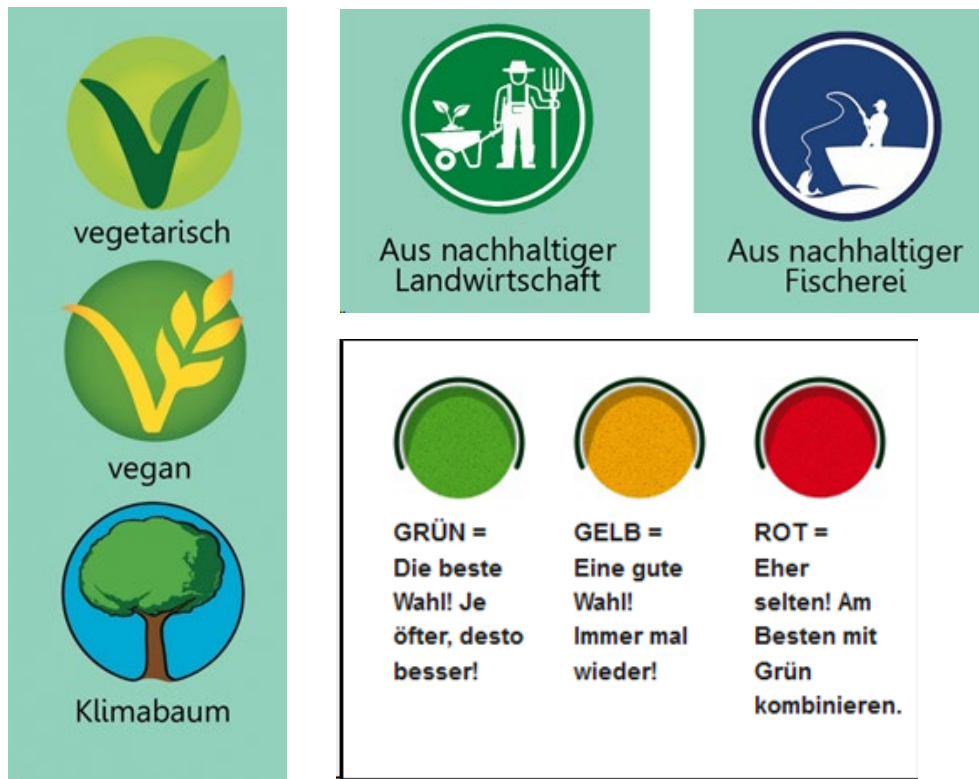 vegetarisch
vegan
Klimabaum
Aus nachhaltiger
Landwirtschaft
Aus nachhaltiger
Fischerei
GRÜN =
Die beste
Wahl! Je
öfter, desto
besser!
GELB =
Eine gute
Wahl!
Immer mal
wieder!
ROT =
Eher
selten! Am
Besten mit
Grün
kombinieren.